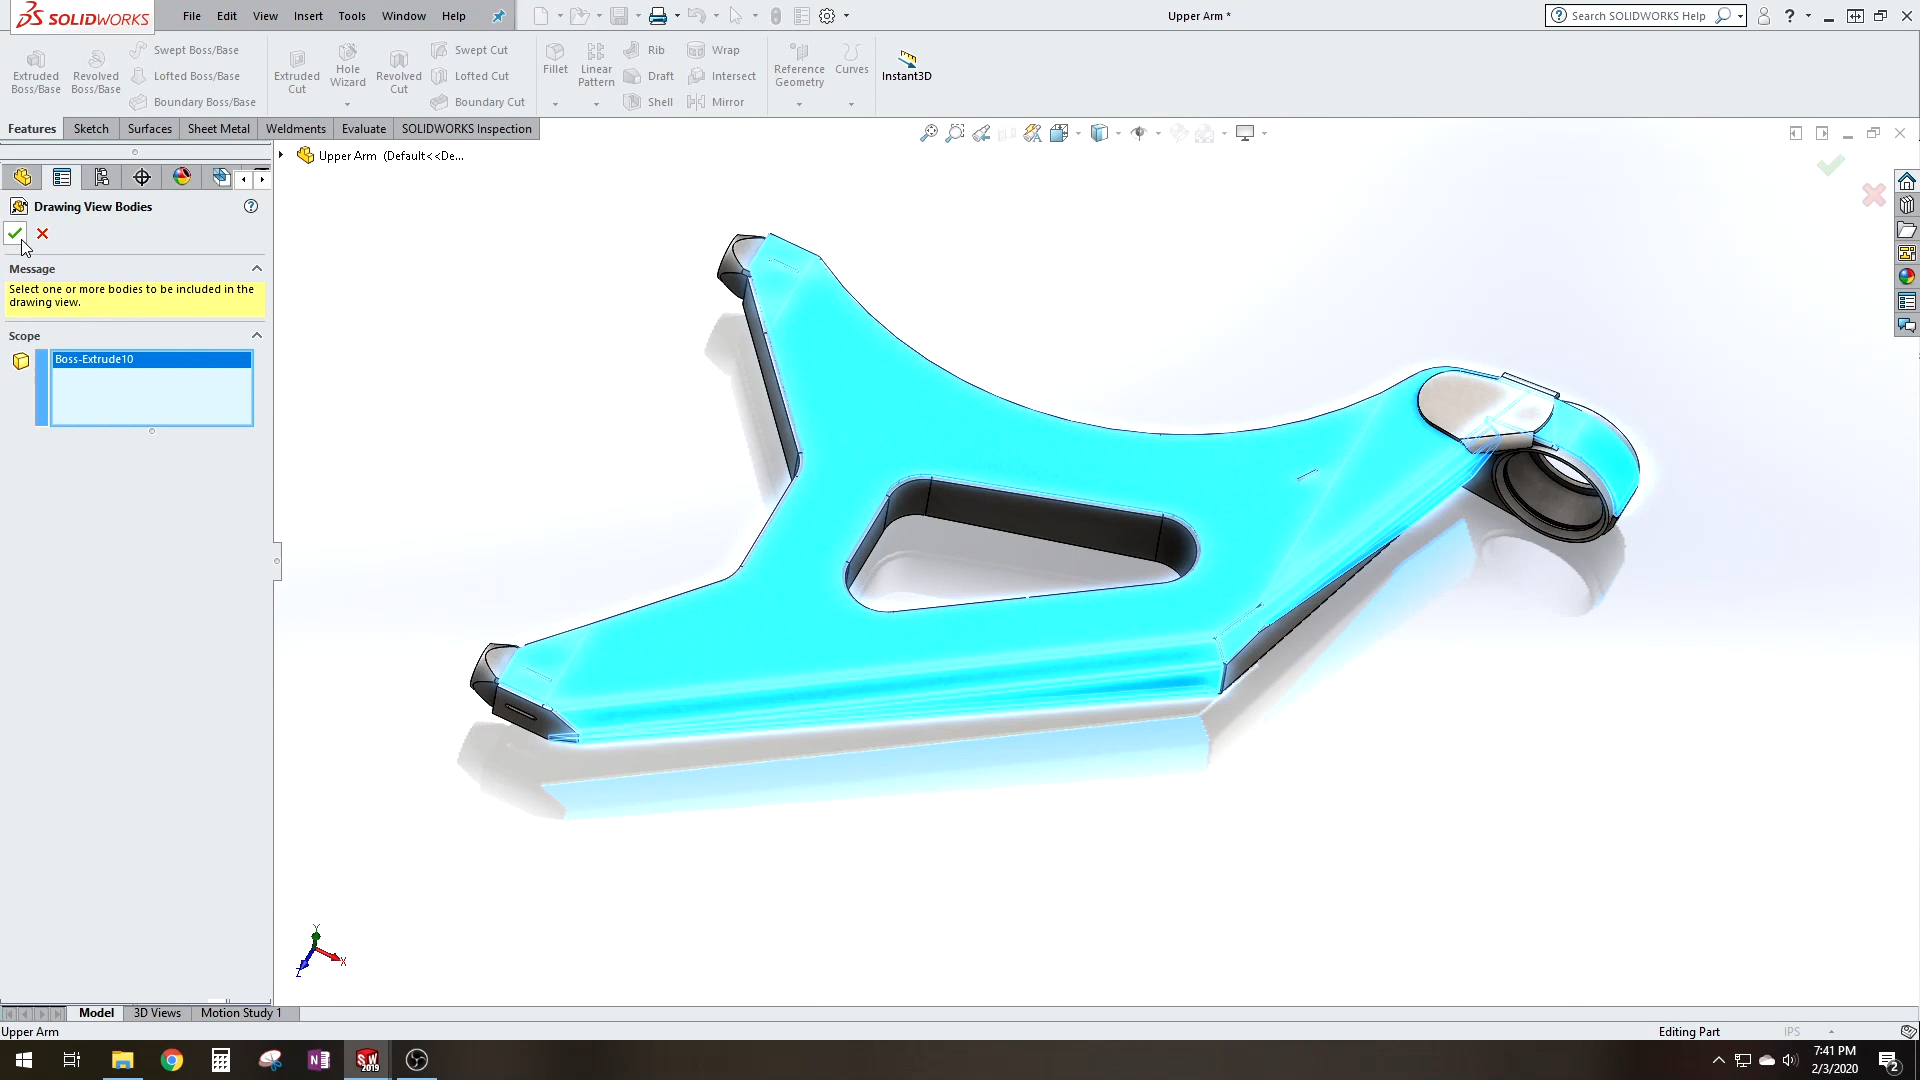 SOLIDWORKS
File Edit View Insert Tools Window Help
Upper Arm *
Search SOLIDWORKS Help
Extruded Boss/Base
Revolved Boss/Base
Swept Boss/Base
Lofted Boss/Base
Boundary Boss/Base
Extruded Cut
Hole Wizard
Revolved Cut
Swept Cut
Lofted Cut
Boundary Cut
Fillet
Linear Pattern
Rib
Draft
Shell
Wrap
Intersect
Mirror
Reference Geometry
Curves
Instant3D
Features Sketch Surfaces Sheet Metal Weldments Evaluate SOLIDWORKS Inspection
Upper Arm (Default<<De...
Drawing View Bodies
Message
Select one or more bodies to be included in the
drawing view.
Scope
Boss-Extrude10
Y
X
Z
Model 3D Views Motion Study 1
Upper Arm
Editing Part
IPS
N
SW
2019
7:41 PM
2/3/2020
2